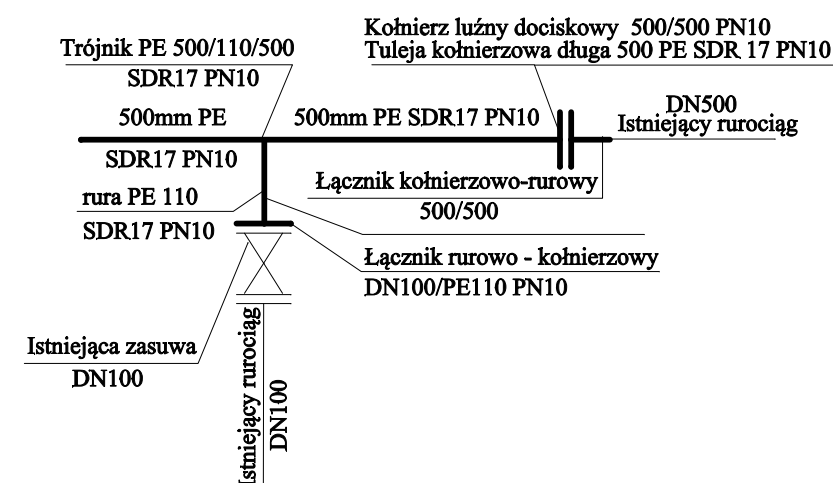 Kołnierz luźny dociskowy 500/500 PN10
Tuleja kołnierzowa długa 500 PE SDR 17 PN10
Trójnik PE 500/110/500
SDR17 PN10
500mm PE
SDR17 PN10
500mm PE SDR17 PN10
DN500
Istniejący rurociąg
Łącznik kołnierzowo-rurowy
500/500
rura PE 110
SDR17 PN10
Łącznik rurowo - kołnierzowy
DN100/PE110 PN10
Istniejąca zasuwa
DN100
Istniejący rurociąg
DN100